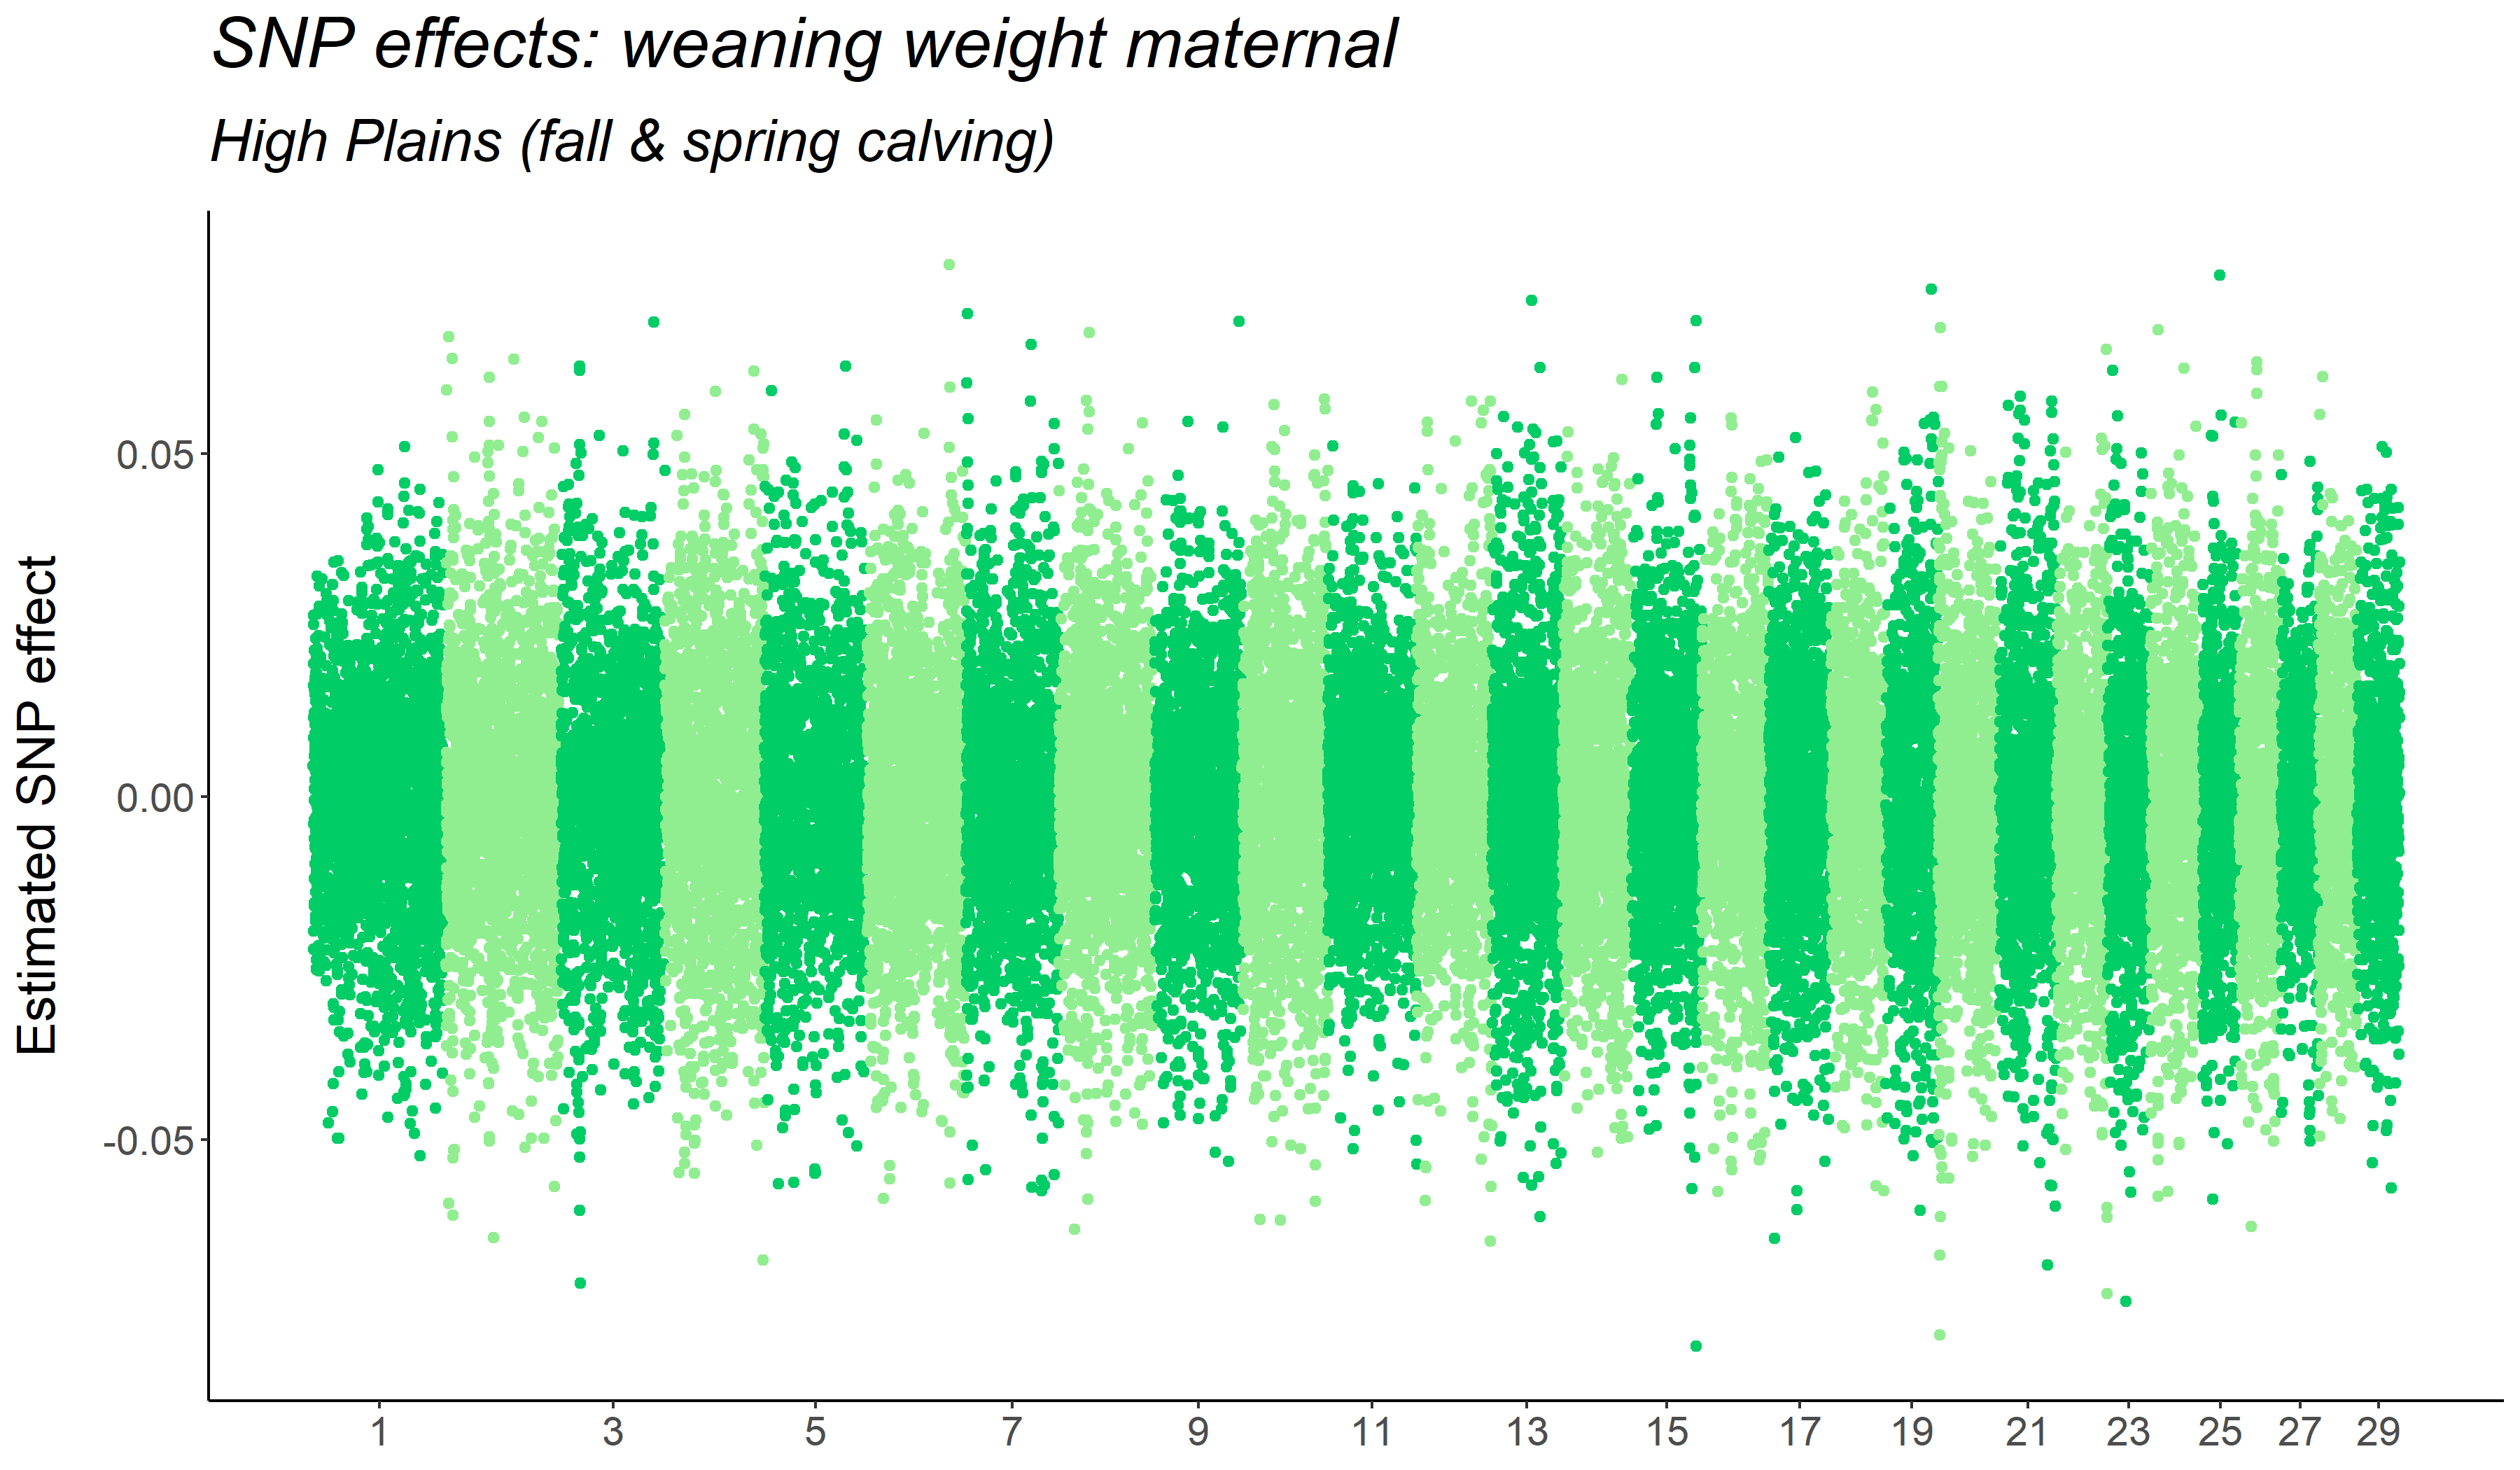 SNP effects: weaning weight maternal
High Plains (fall & spring calving)
Estimated SNP effect
0.05
0.00
-0.05
1 3 5 7 9 11 13 15 17 19 21 23 25 27 29